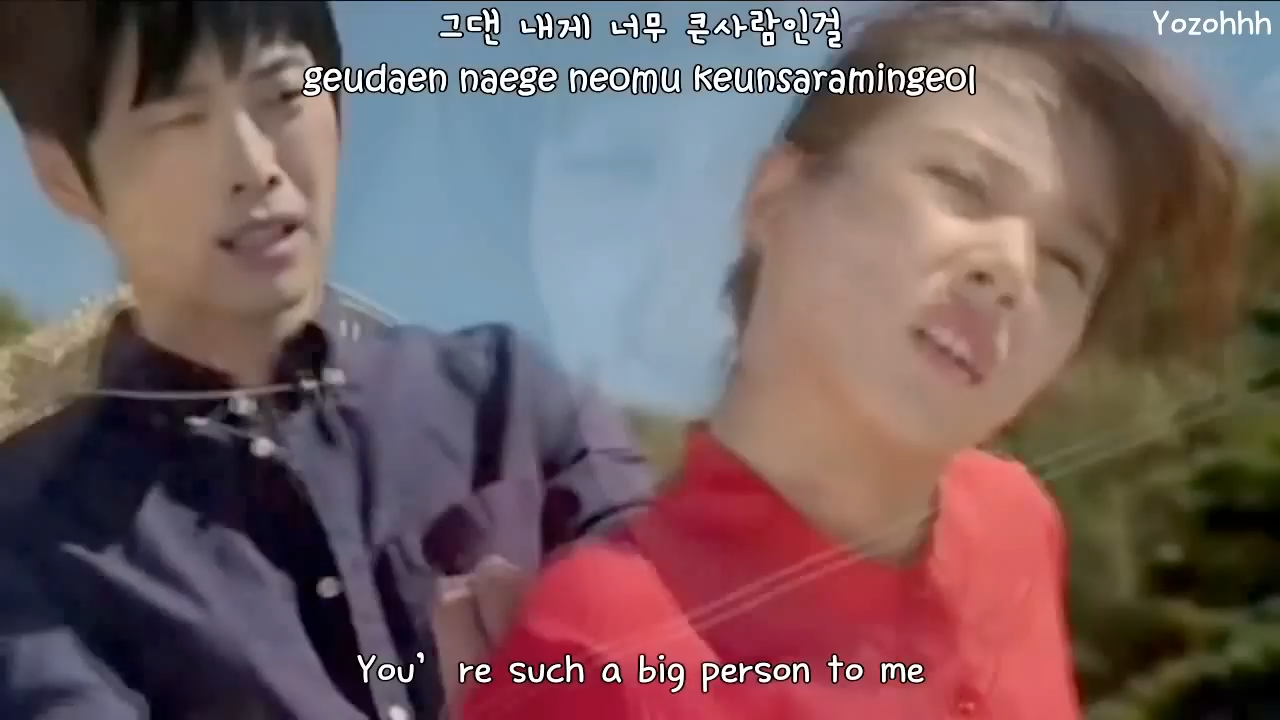 그댄 내게 너무 큰사람인걸
Yozohhh
geudaen naege neomu keunsaramingeol
You're such a big person to me